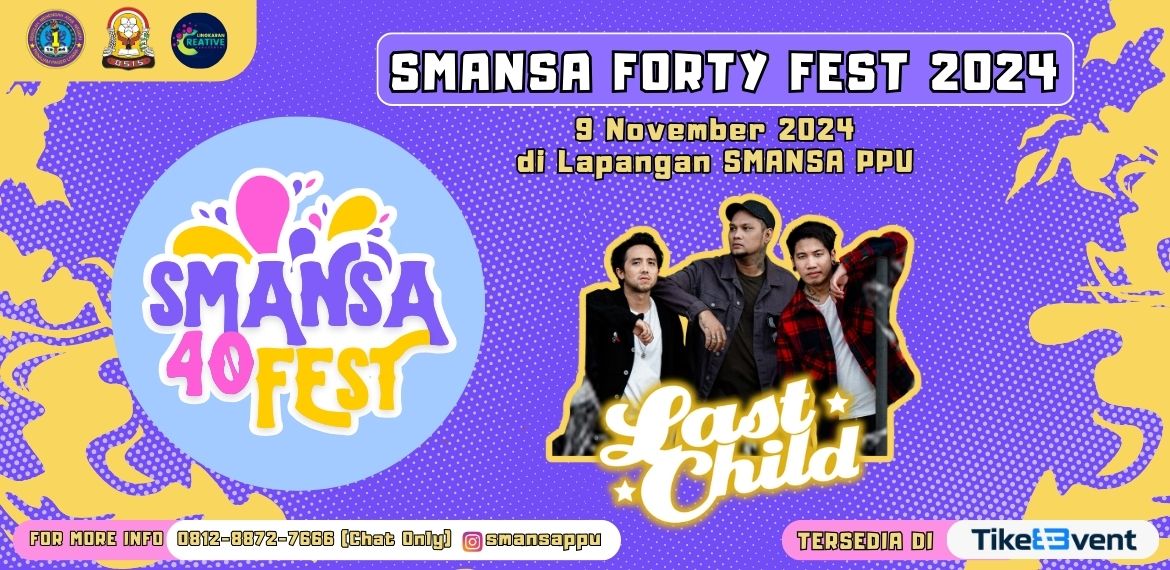 OSIS
LINGKARAN
CREATIVE
SMANSA FORTY FEST 2024
9 November 2024
di Lapangan SMANSA PPU
SMANSA
40 FEST
Last
Child
FOR MORE INFO 0812-8872-7666 (Chat Only) smansappu
TERSEDIA DI TiketEvent